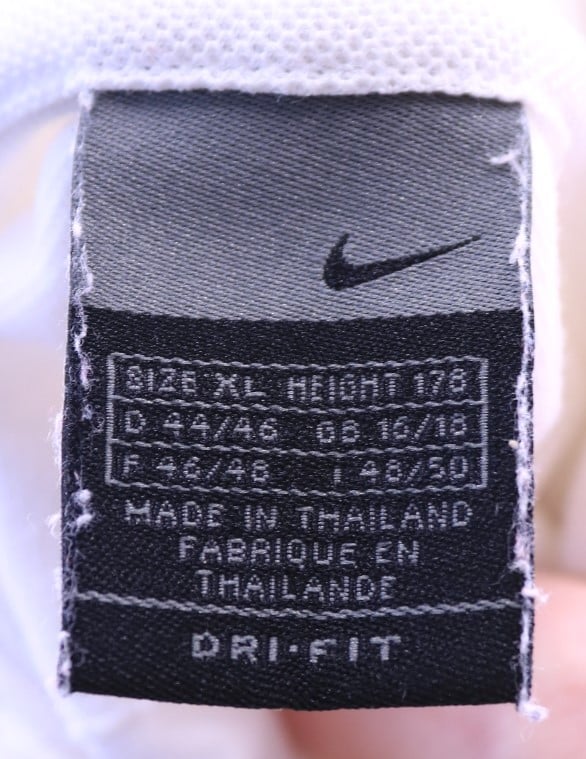 SIZE XL HEIGHT 178
D 44/46 GB 16/18
F 46/48 I 48/50
MADE IN THAILAND
FABRIQUE EN
THAILANDE
DRI·FIT